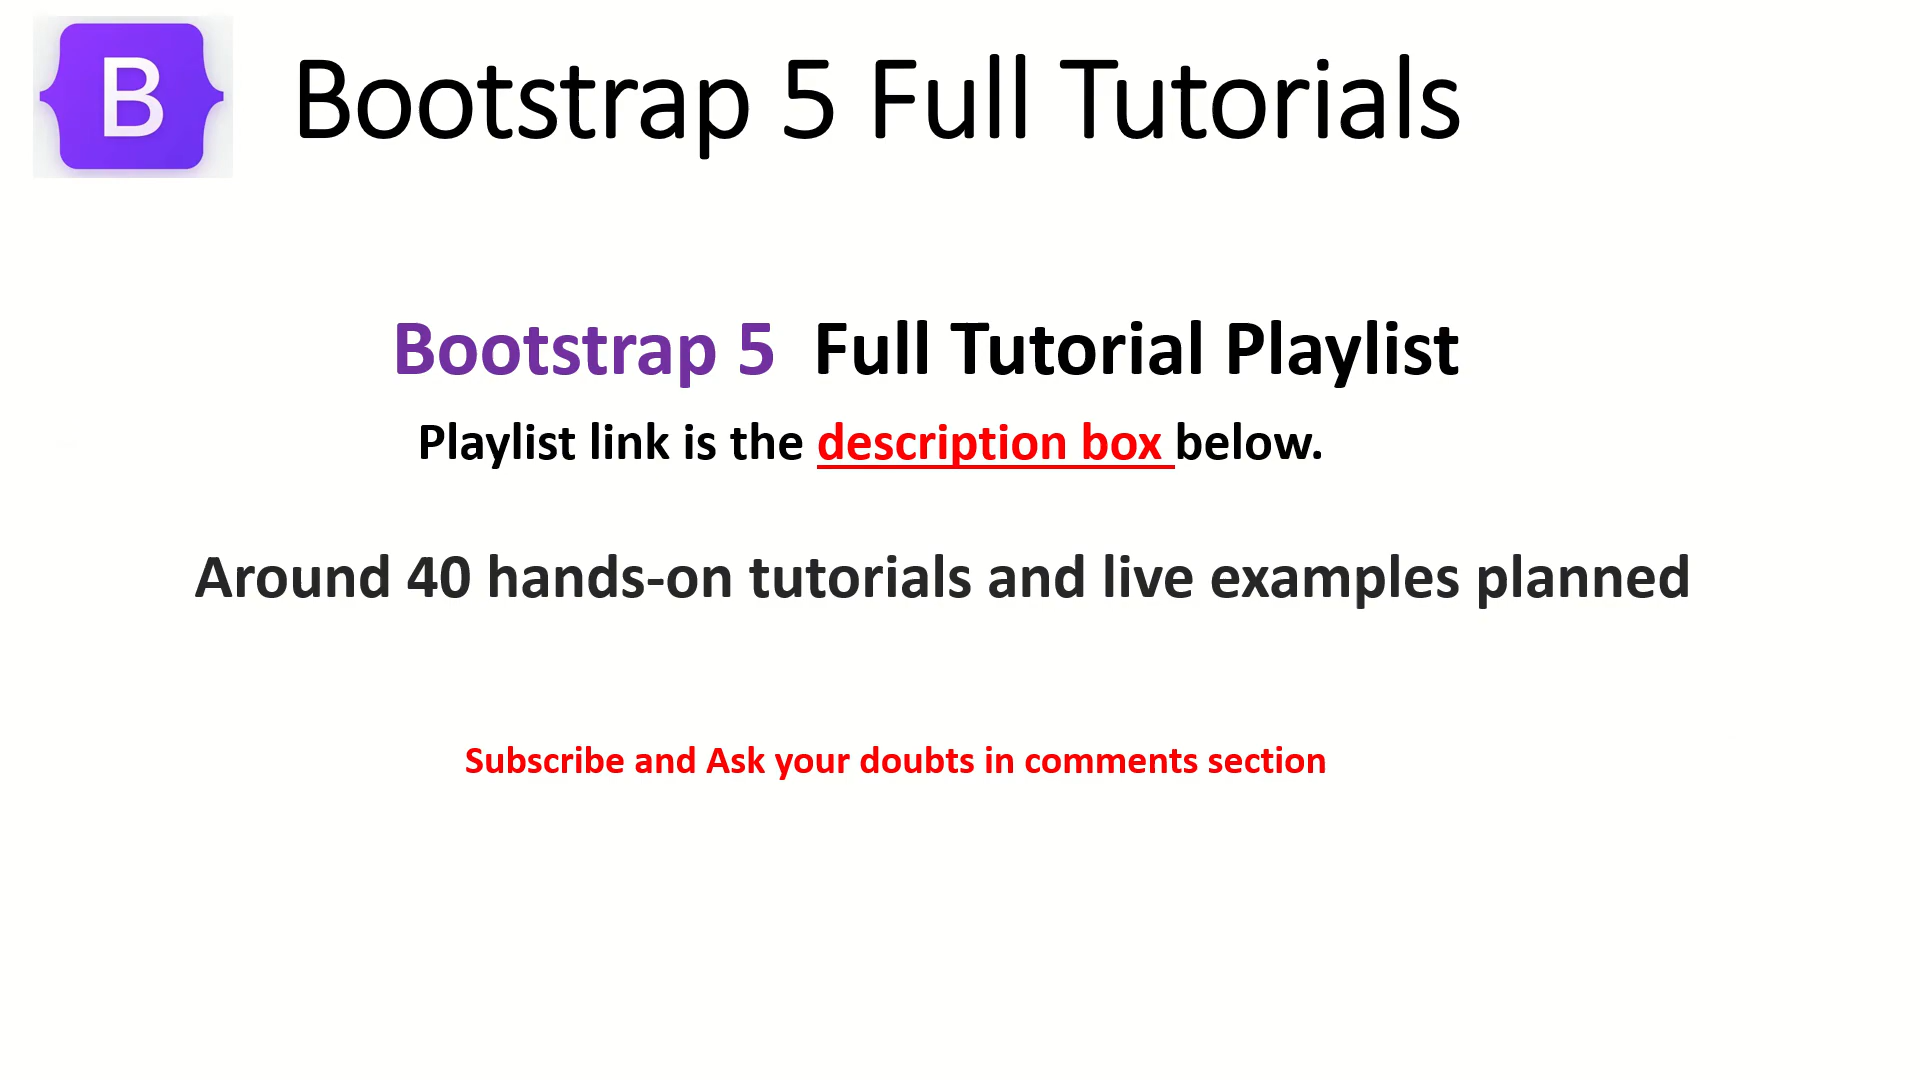 B
Bootstrap 5 Full Tutorials
Bootstrap 5 Full Tutorial Playlist
Playlist link is the description box below.
Around 40 hands-on tutorials and live examples planned
Subscribe and Ask your doubts in comments section